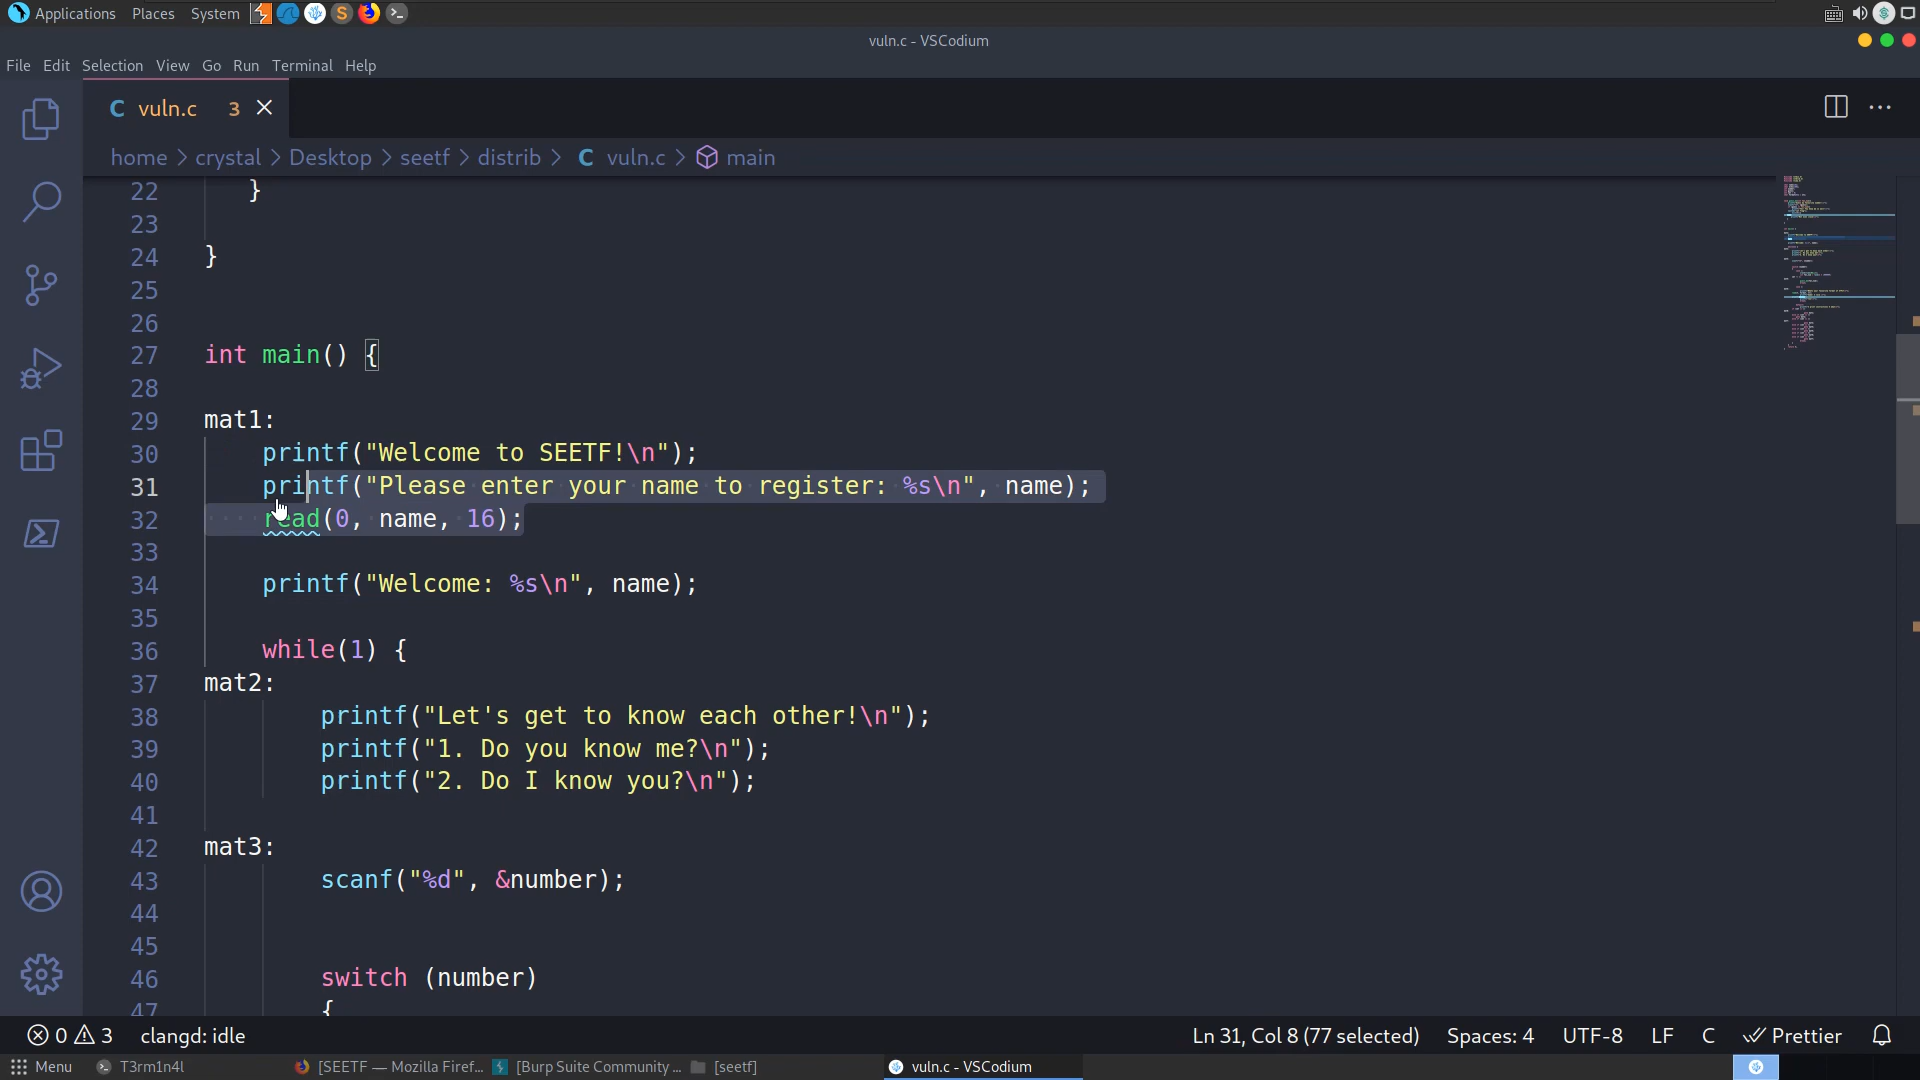 Applications Places System
vuln.c - VSCodium
File Edit Selection View Go Run Terminal Help
C vuln.c 3
home > crystal > Desktop > seetf > distrib > C vuln.c > main
22 }
23
24 }
25
26
27 int main() {
28
29 mat1:
30 printf("Welcome to SEETF!\n");
31 printf("Please enter your name to register: %s\n", name);
32 read(0, name, 16);
33
34 printf("Welcome: %s\n", name);
35
36 while(1) {
37 mat2:
38 printf("Let's get to know each other!\n");
39 printf("1. Do you know me?\n");
40 printf("2. Do I know you?\n");
41
42 mat3:
43 scanf("%d", &number);
44
45
46 switch (number)
47 {
0 3 clangd: idle Ln 31, Col 8 (77 selected) Spaces: 4 UTF-8 LF C Prettier
Menu T3rm1n4l [SEETF — Mozilla Firef... [Burp Suite Community ... [seetf] vuln.c - VSCodium